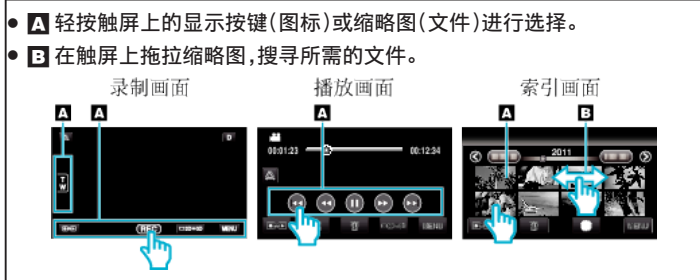 • A 轻按触屏上的显示按键(图标)或缩略图(文件)进行选择。
• B 在触屏上拖拉缩略图,搜寻所需的文件。
录制画面 播放画面 索引画面
A A A A B
D
00:01:23 00:12:34
2011
T
W
REC MENU MENU MENU